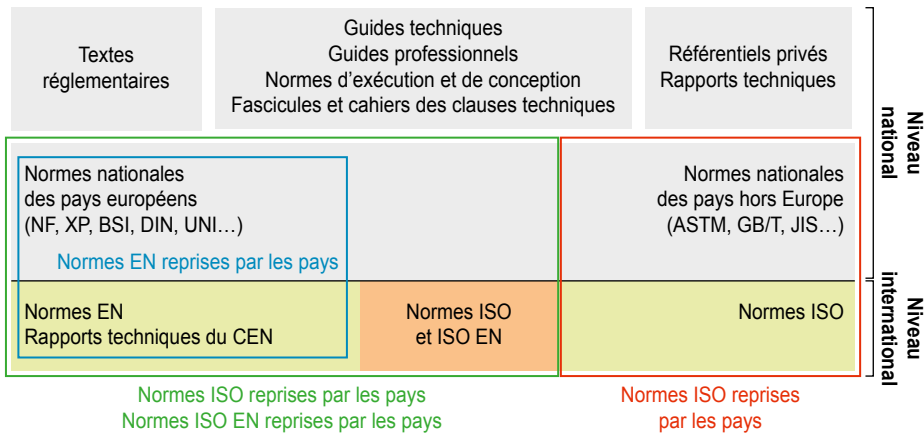 Textes
réglementaires
Guides techniques
Guides professionnels
Normes d'exécution et de conception
Fascicules et cahiers des clauses techniques
Référentiels privés
Rapports techniques
Niveau
national
Normes nationales
des pays européens
(NF, XP, BSI, DIN, UNI…)
Normes EN reprises par les pays
Normes nationales
des pays hors Europe
(ASTM, GB/T, JIS…)
Normes EN
Rapports techniques du CEN
Normes ISO
et ISO EN
Normes ISO
Niveau
international
Normes ISO reprises par les pays
Normes ISO EN reprises par les pays
Normes ISO reprises
par les pays